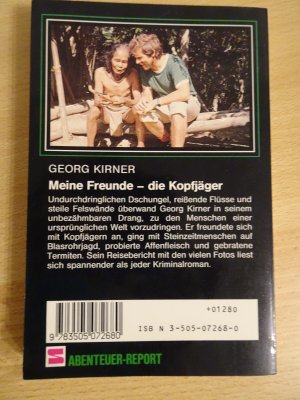 GEORG KIRNER
Meine Freunde – die Kopfjäger
Undurchdringlichen Dschungel, reißende Flüsse und
steile Felswände überwand Georg Kirner in seinem
unbezähmbaren Drang, zu den Menschen einer
ursprünglichen Welt vorzudringen. Er freundete sich
mit Kopfjägern an, ging mit Steinzeitmenschen auf
Blasrohrjagd, probierte Affenfleisch und gebratene
Termiten. Sein Reisebericht mit den vielen Fotos liest
sich spannender als jeder Kriminalroman.
+01280
9 783505 072680
ISBN 3-505-07268-0
S ABENTEUER-REPORT